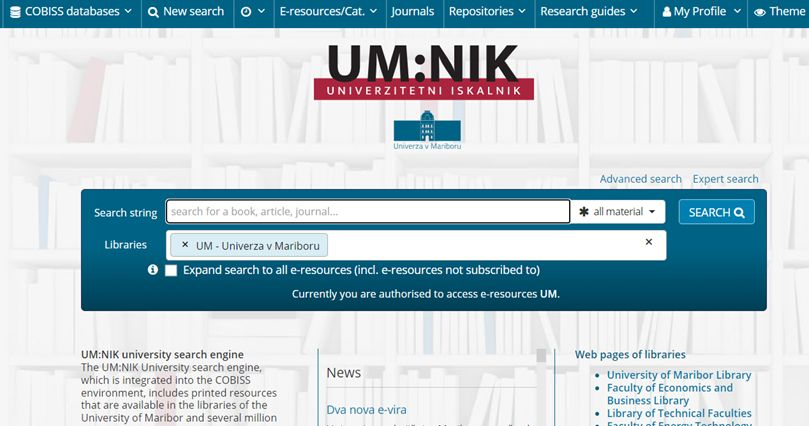 COBISS databases New search E-resources/Cat. Journals Repositories Research guides My Profile Theme
UM:NIK
UNIVERZITETNI ISKALNIK
Univerza v Mariboru
Advanced search Expert search
Search string search for a book, article, journal... all material SEARCH
Libraries × UM - Univerza v Mariboru ×
Expand search to all e-resources (incl. e-resources not subscribed to)
Currently you are authorised to access e-resources UM.
UM:NIK university search engine
The UM:NIK University search engine,
which is integrated into the COBISS
environment, includes printed resources
that are available in the libraries of the
University of Maribor and several million
News
Dva nova e-vira
Web pages of libraries
University of Maribor Library
Faculty of Economics and
Business Library
Library of Technical Faculties
Faculty of Energy Technology